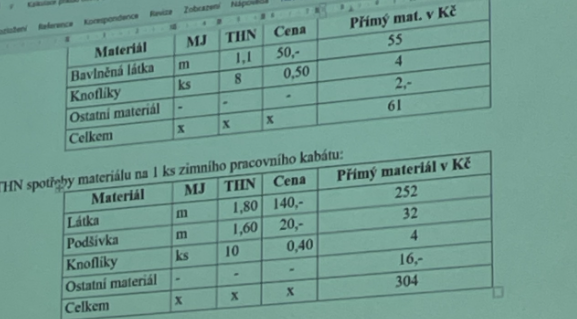 Reference Korespondence Revize Zobrazení
Materiál MJ THN Cena Přímý mat. v Kč
Bavlněná látka m 1,1 50,- 55
Knoflíky ks 8 0,50 4
Ostatní materiál - - - 2,-
Celkem x x x 61
THN spotřeby materiálu na 1 ks zimního pracovního kabátu:
Materiál MJ THN Cena Přímý materiál v Kč
Látka m 1,80 140,- 252
Podšívka m 1,60 20,- 32
Knoflíky ks 10 0,40 4
Ostatní materiál - - - 16,-
Celkem x x x 304